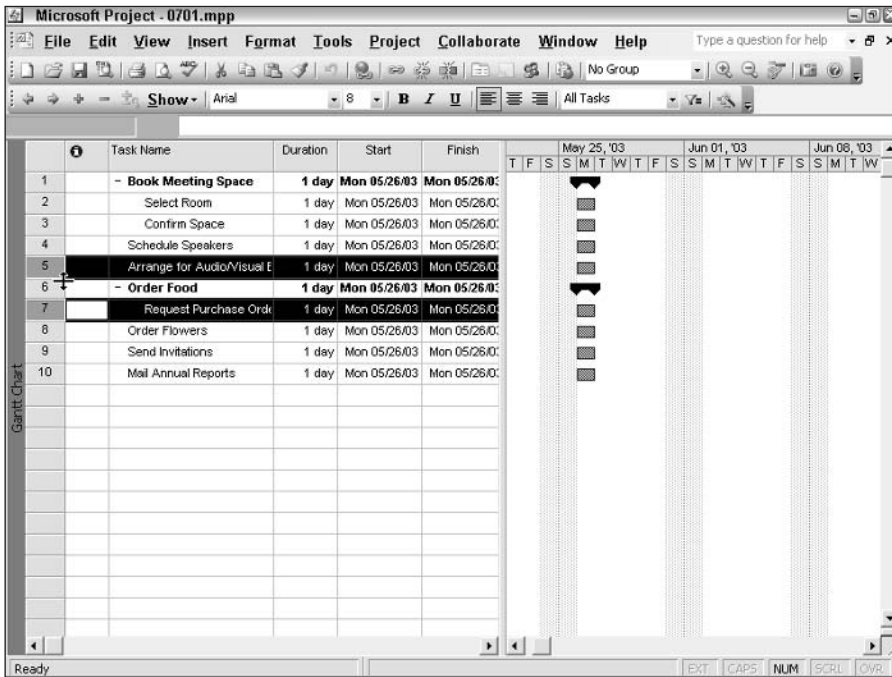 Microsoft Project - 0701.mpp
File Edit View Insert Format Tools Project Collaborate Window Help Type a question for help
No Group
Show Arial 8 B I U All Tasks
Task Name Duration Start Finish May 25, '03 Jun 01, '03 Jun 08, '03
T F S S M T W T F S S M T W T F S S M T W
1 - Book Meeting Space 1 day Mon 05/26/03 Mon 05/26/03
2 Select Room 1 day Mon 05/26/03 Mon 05/26/0
3 Confirm Space 1 day Mon 05/26/03 Mon 05/26/0
4 Schedule Speakers 1 day Mon 05/26/03 Mon 05/26/0
5 Arrange for Audio/Visual E 1 day Mon 05/26/03 Mon 05/26/0
6 - Order Food 1 day Mon 05/26/03 Mon 05/26/03
7 Request Purchase Orde 1 day Mon 05/26/03 Mon 05/26/0
8 Order Flowers 1 day Mon 05/26/03 Mon 05/26/0
9 Send Invitations 1 day Mon 05/26/03 Mon 05/26/0
10 Mail Annual Reports 1 day Mon 05/26/03 Mon 05/26/0
Gantt Chart
Ready EXT CAPS NUM SCRL OVR